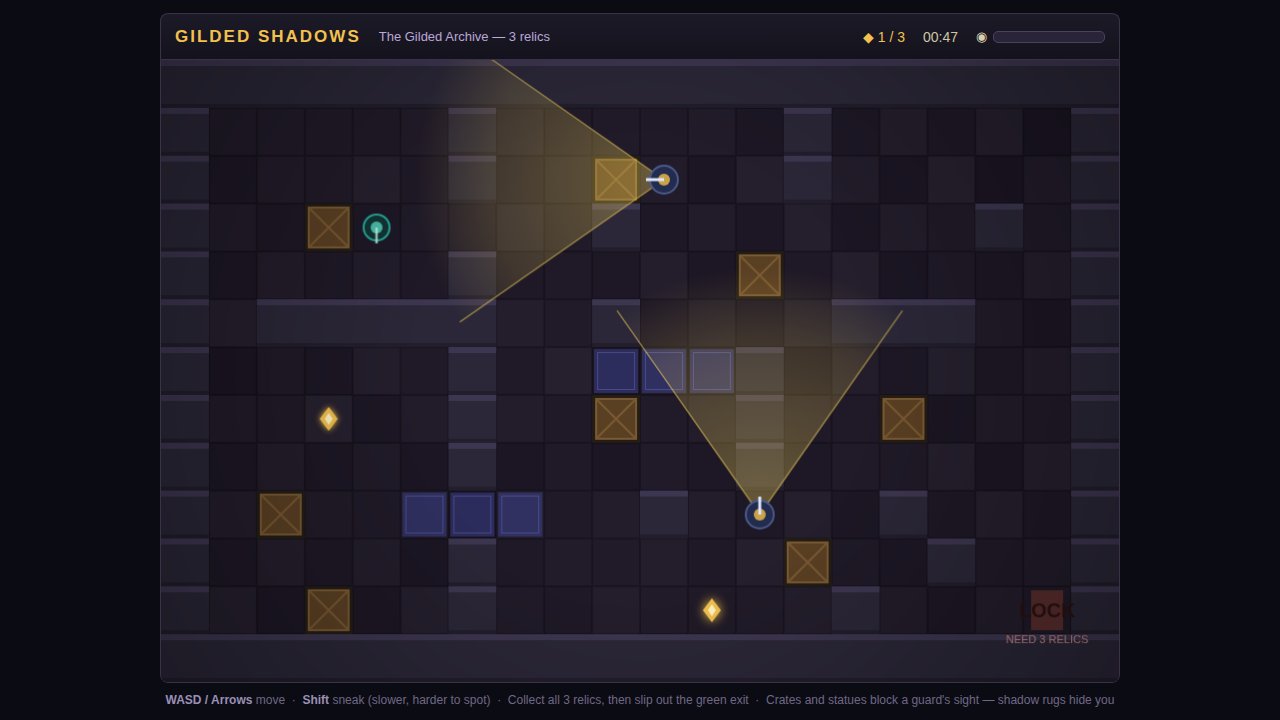 GILDED SHADOWS The Gilded Archive — 3 relics ◆ 1 / 3 00:47 ◉
LOCK
NEED 3 RELICS
WASD / Arrows move · Shift sneak (slower, harder to spot) · Collect all 3 relics, then slip out the green exit · Crates and statues block a guard's sight — shadow rugs hide you